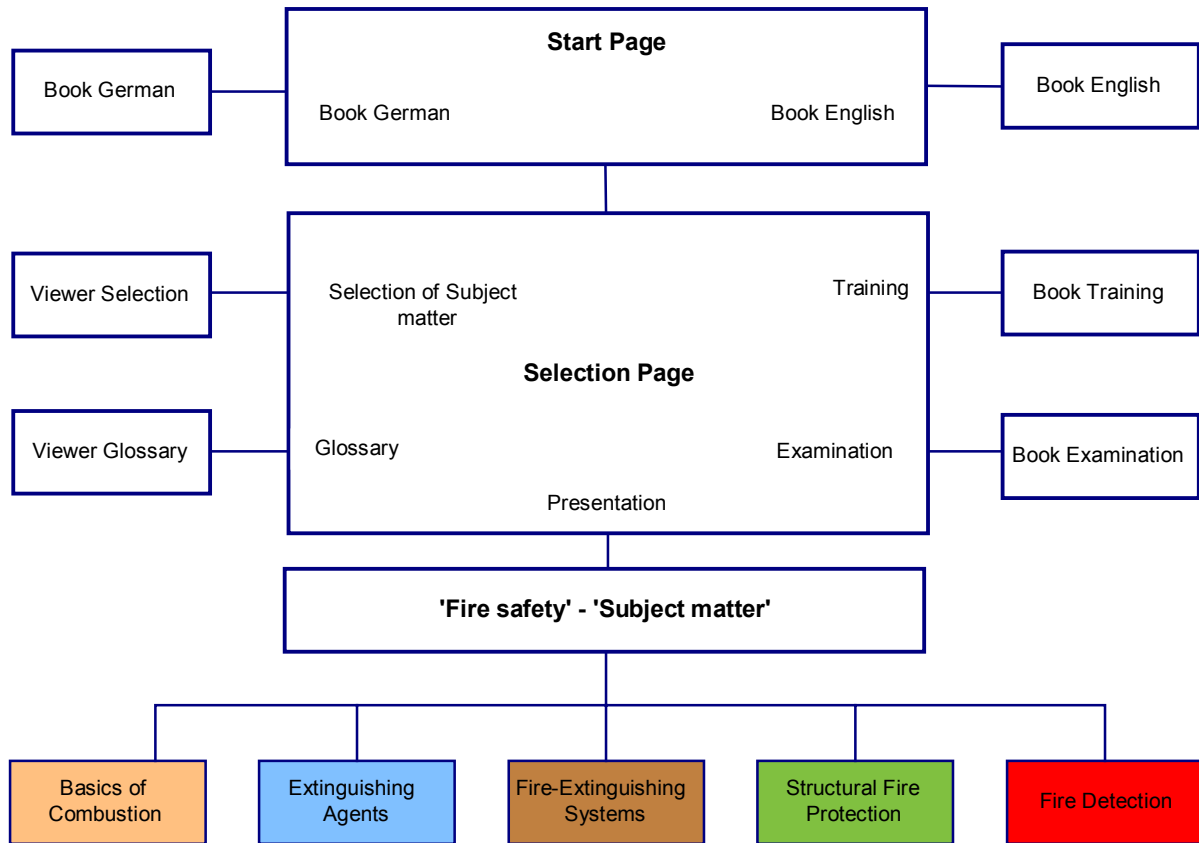 Start Page
Book German
Book English
Book German
Book English
Viewer Selection
Selection of Subject
matter
Training
Book Training
Selection Page
Viewer Glossary
Glossary
Examination
Book Examination
Presentation
'Fire safety' - 'Subject matter'
Basics of
Combustion
Extinguishing
Agents
Fire-Extinguishing
Systems
Structural Fire
Protection
Fire Detection